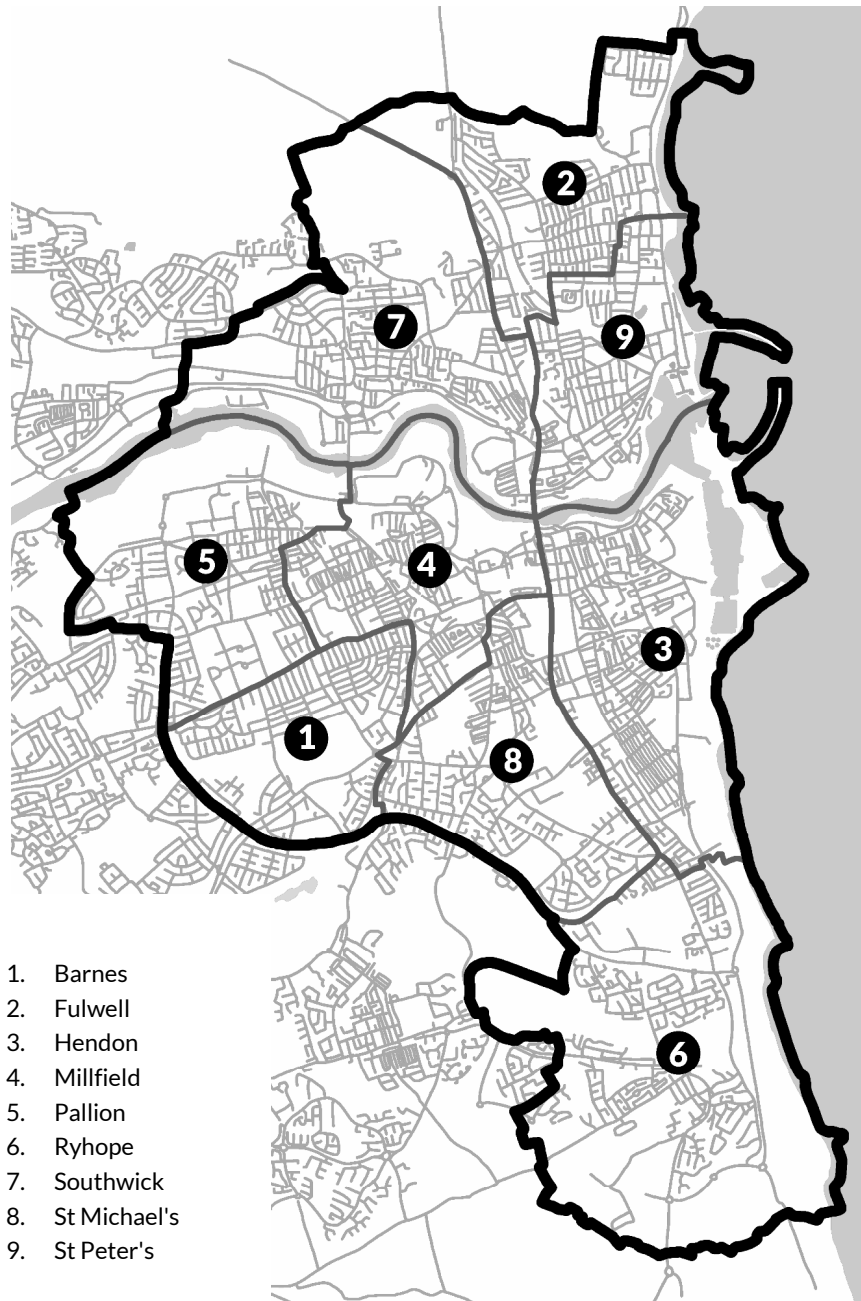 2
7
9
5
4
3
1
8
6
1. Barnes
2. Fulwell
3. Hendon
4. Millfield
5. Pallion
6. Ryhope
7. Southwick
8. St Michael's
9. St Peter's